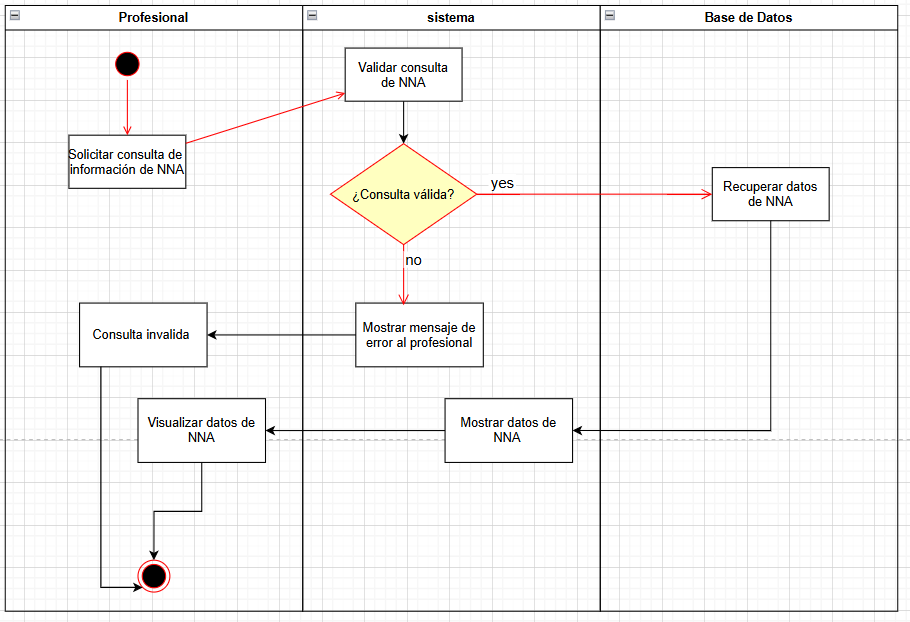 Profesional
sistema
Base de Datos
Validar consulta
de NNA
Solicitar consulta de
información de NNA
¿Consulta válida?
yes
Recuperar datos
de NNA
no
Consulta invalida
Mostrar mensaje de
error al profesional
Visualizar datos de
NNA
Mostrar datos de
NNA